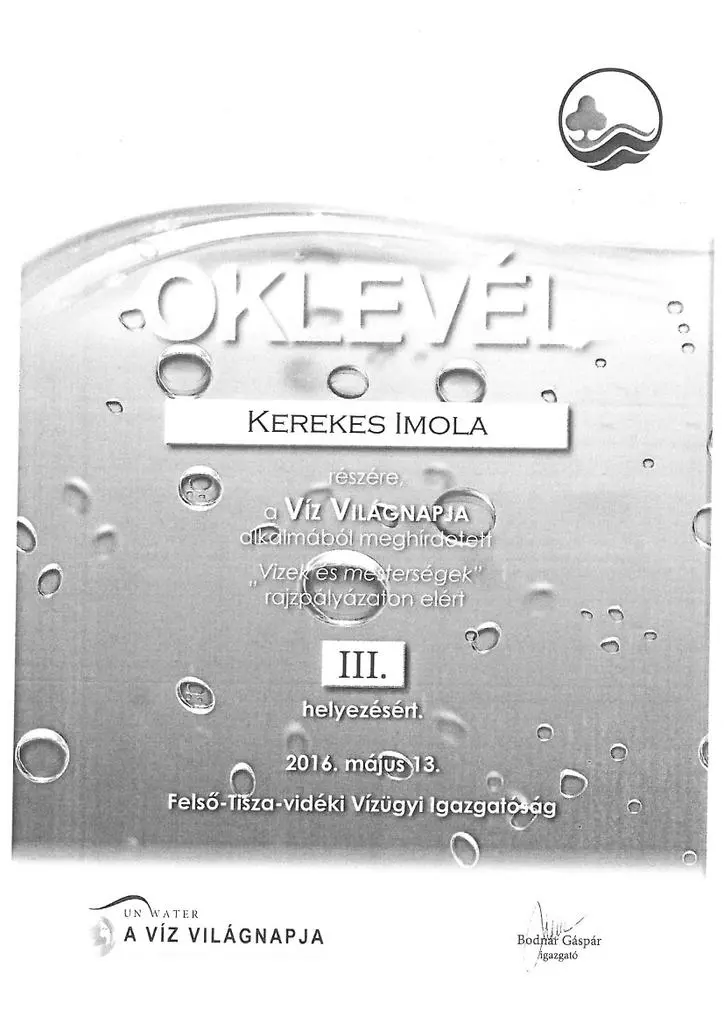 OKLEVÉL
KEREKES IMOLA
részére,
a VÍZ VILÁGNAPJA
alkalmából meghirdetett
„Vizek és mesterségek"
rajzpályázaton elért
III.
helyezésért.
2016. május 13.
Felső-Tisza-vidéki Vízügyi Igazgatóság
UN WATER
A VÍZ VILÁGNAPJA
Bodnár Gáspár
igazgató